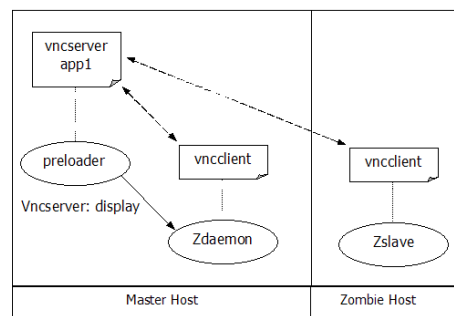 vncserver
app1
preloader
vncclient
vncclient
Vncserver: display
Zdaemon
Zslave
Master Host
Zombie Host